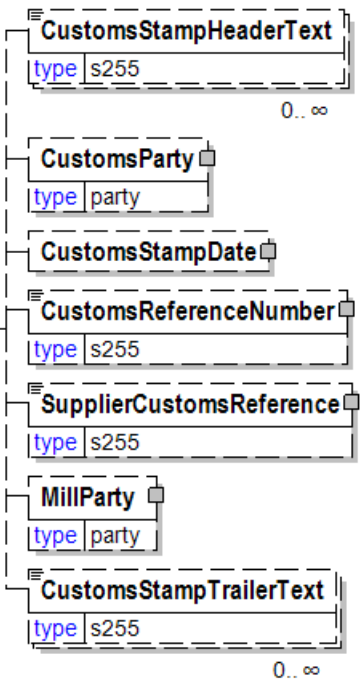 CustomsStampHeaderText
type s255
0.. ∞
CustomsParty
type party
CustomsStampDate
CustomsReferenceNumber
type s255
SupplierCustomsReference
type s255
MillParty
type party
CustomsStampTrailerText
type s255
0.. ∞